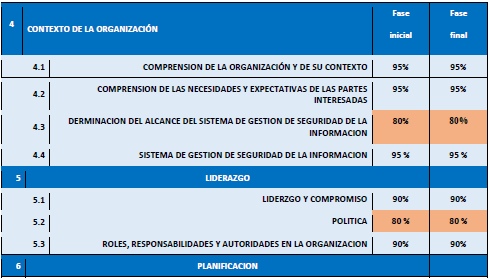 4 CONTEXTO DE LA ORGANIZACIÓN Fase inicial Fase final
4.1 COMPRENSION DE LA ORGANIZACIÓN Y DE SU CONTEXTO 95% 95%
4.2 COMPRENSION DE LAS NECESIDADES Y EXPECTATIVAS DE LAS PARTES 95% 95%
INTERESADAS
4.3 DERMINACION DEL ALCANCE DEL SISTEMA DE GESTION DE SEGURIDAD DE LA 80% 80%
INFORMACION
4.4 SISTEMA DE GESTION DE SEGURIDAD DE LA INFORMACION 95 % 95 %
5 LIDERAZGO
5.1 LIDERZGO Y COMPROMISO 90% 90%
5.2 POLITICA 80 % 80 %
5.3 ROLES, RESPONSABILIDADES Y AUTORIDADES EN LA ORGANIZACION 90% 90%
6 PLANIFICACION